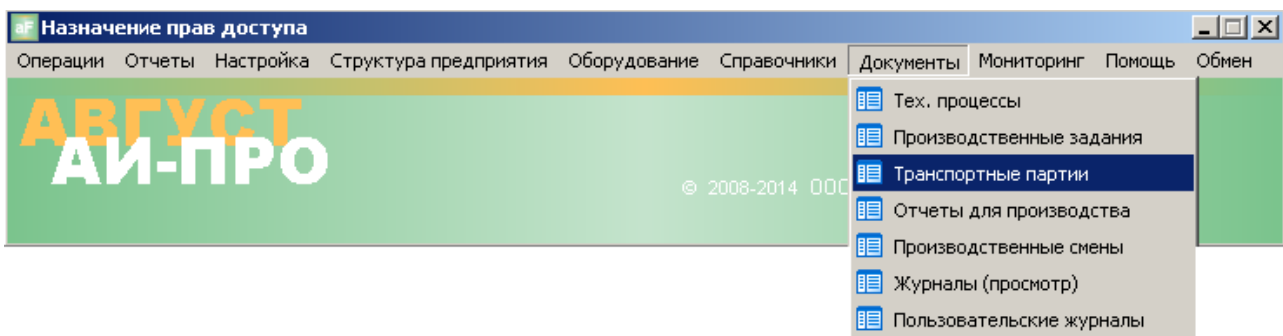 aF Назначение прав доступа
Операции Отчеты Настройка Структура предприятия Оборудование Справочники Документы Мониторинг Помощь Обмен
АВГУСТ
АИ-ПРО
© 2008-2014 ООО
Тех. процессы
Производственные задания
Транспортные партии
Отчеты для производства
Производственные смены
Журналы (просмотр)
Пользовательские журналы